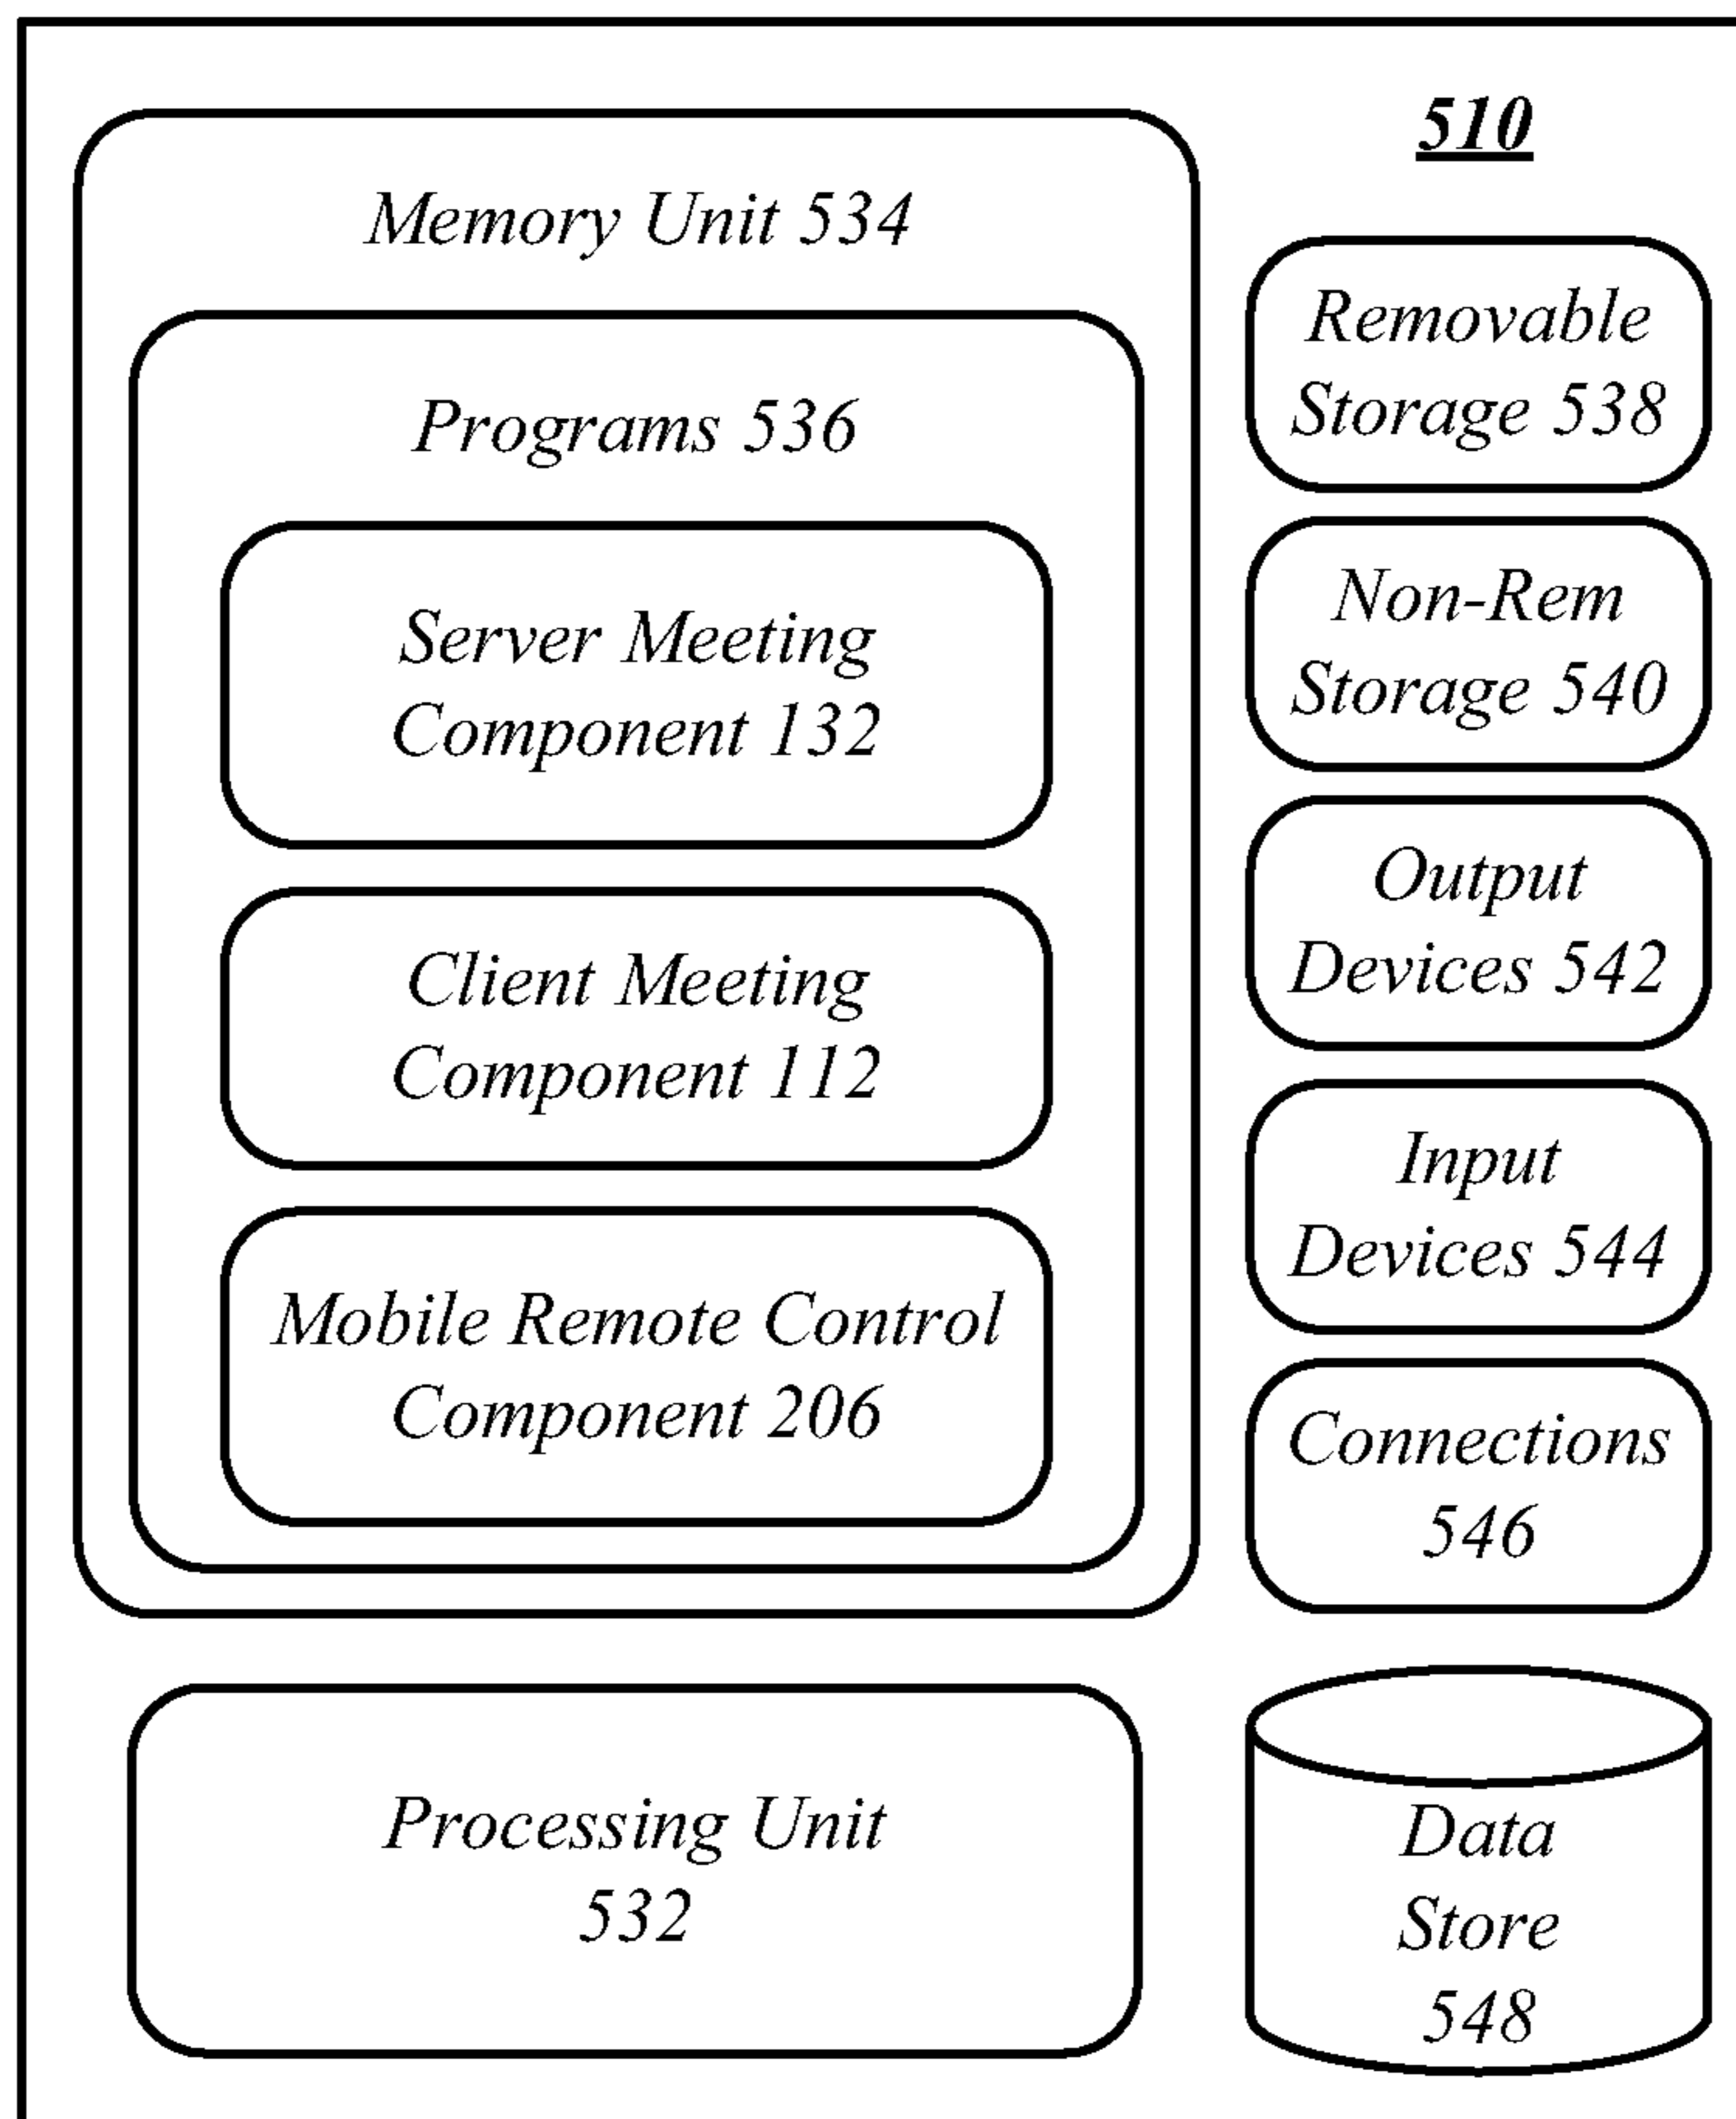 510
Memory Unit 534
Programs 536
Server Meeting
Component 132
Client Meeting
Component 112
Mobile Remote Control
Component 206
Processing Unit
532
Removable
Storage 538
Non-Rem
Storage 540
Output
Devices 542
Input
Devices 544
Connections
546
Data
Store
548